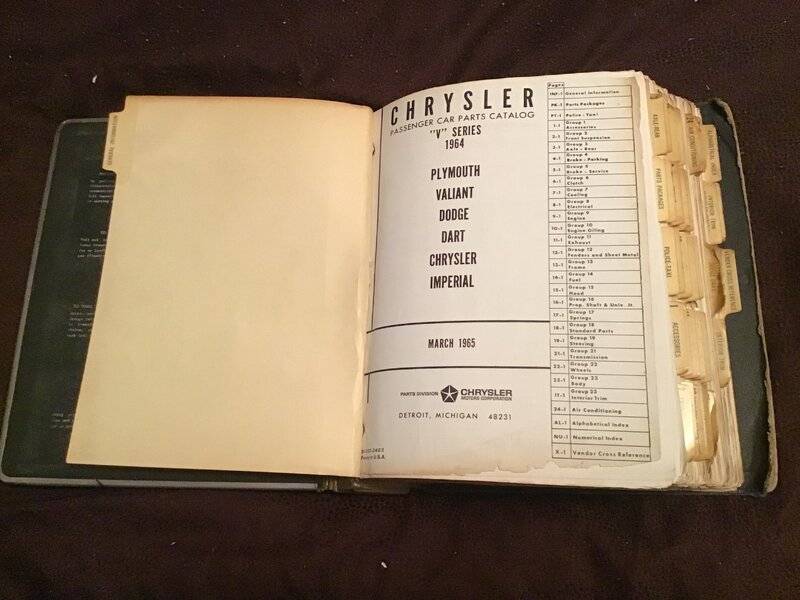 CHRYSLER
PASSENGER CAR PARTS CATALOG
"V" SERIES
1964
PLYMOUTH
VALIANT
DODGE
DART
CHRYSLER
IMPERIAL
MARCH 1965
PARTS DIVISION CHRYSLER
MOTORS CORPORATION
DETROIT, MICHIGAN 48231
Pages
INF-1 General Information
PK-1 Parts Packages
PT-1 Police - Taxi
1-1 Group 1
Accessories
2-1 Group 2
Front Suspension
3-1 Group 3
Axle - Rear
4-1 Group 4
Brake - Parking
5-1 Group 5
Brake - Service
6-1 Group 6
Clutch
7-1 Group 7
Cooling
8-1 Group 8
Electrical
9-1 Group 9
Engine
10-1 Group 10
Engine Oiling
11-1 Group 11
Exhaust
12-1 Group 12
Fenders and Sheet Metal
13-1 Group 13
Frame
14-1 Group 14
Fuel
15-1 Group 15
Hood
16-1 Group 16
Prop. Shaft & Univ. Jt.
17-1 Group 17
Springs
18-1 Group 18
Standard Parts
19-1 Group 19
Steering
21-1 Group 21
Transmission
22-1 Group 22
Wheels
23-1 Group 23
Body
IT-1 Group 23
Interior Trim
24-1 Air Conditioning
AL-1 Alphabetical Index
NU-1 Numerical Index
X-1 Vendor Cross Reference
PARTS PACKAGES
POLICE-TAXI
ACCESSORIES
AIR CONDITIONING
ALPHABETICAL INDEX
INTERIOR TRIM